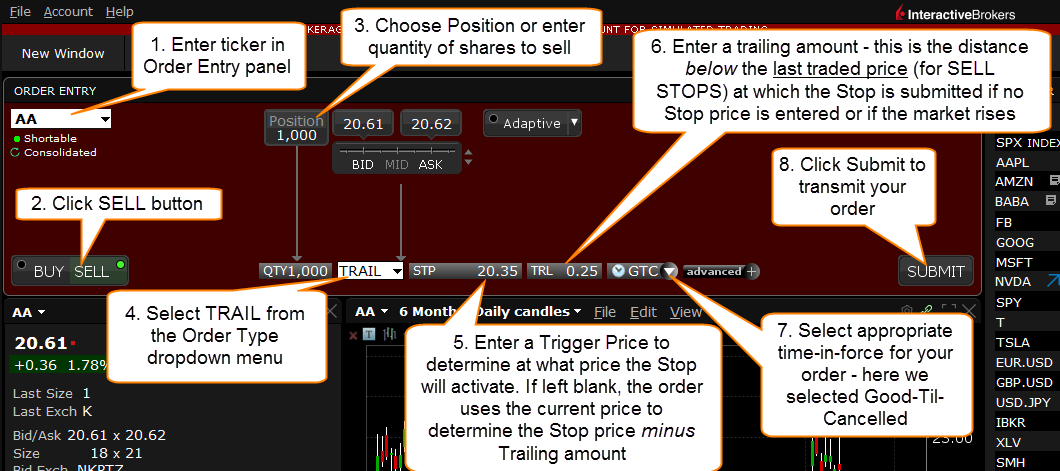 File Account Help
InteractiveBrokers
New Window
1. Enter ticker in
Order Entry panel
3. Choose Position or enter
quantity of shares to sell
6. Enter a trailing amount - this is the distance
below the last traded price (for SELL
STOPS) at which the Stop is submitted if no
Stop price is entered or if the market rises
ORDER ENTRY
AA
Shortable
Consolidated
Position
1,000
20.61
20.62
Adaptive
BID MID ASK
2. Click SELL button
8. Click Submit to
transmit your
order
BUY SELL
QTY 1,000
TRAIL
STP 20.35
TRL 0.25
GTC
advanced +
SUBMIT
4. Select TRAIL from
the Order Type
dropdown menu
5. Enter a Trigger Price to
determine at what price the Stop
will activate. If left blank, the order
uses the current price to
determine the Stop price minus
Trailing amount
7. Select appropriate
time-in-force for your
order - here we
selected Good-Til-
Cancelled
AA
20.61
+0.36 1.78%
Last Size 1
Last Exch K
Bid/Ask 20.61 x 20.62
Size 18 x 21
Bid Exch NKPTZ
AA 6 Month Daily candles File Edit View
23.00
SPX INDEX
AAPL
AMZN
BABA
FB
GOOG
MSFT
NVDA
SPY
T
TSLA
EUR.USD
GBP.USD
USD.JPY
IBKR
XLV
SMH